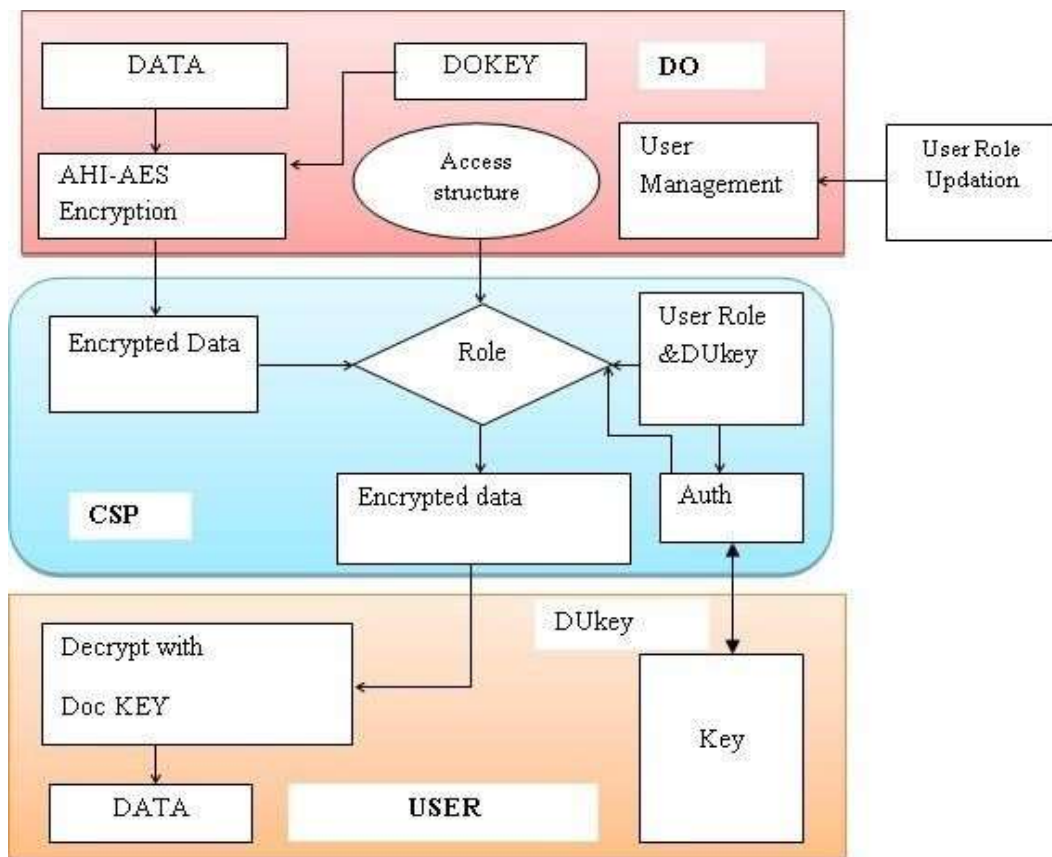 DATA
DOKEY
DO
AHI-AES
Encryption
Access
structure
User
Management
User Role
Updation
Encrypted Data
Role
User Role
&DUkey
Encrypted data
Auth
CSP
DUkey
Decrypt with
Doc KEY
Key
DATA
USER